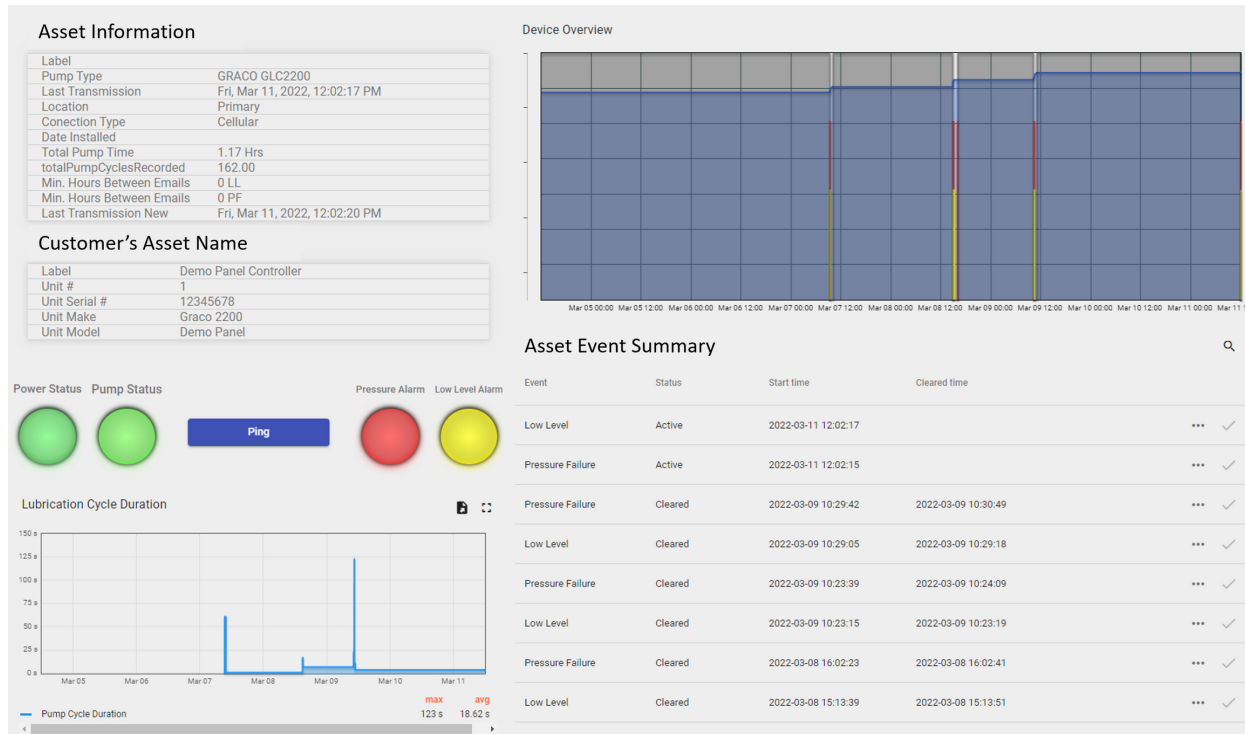 Asset Information
Label
Pump Type GRACO GLC2200
Last Transmission Fri, Mar 11, 2022, 12:02:17 PM
Location Primary
Conection Type Cellular
Date Installed
Total Pump Time 1.17 Hrs
totalPumpCyclesRecorded 162.00
Min. Hours Between Emails 0 LL
Min. Hours Between Emails 0 PF
Last Transmission New Fri, Mar 11, 2022, 12:02:20 PM
Customer's Asset Name
Label Demo Panel Controller
Unit # 1
Unit Serial # 12345678
Unit Make Graco 2200
Unit Model Demo Panel
Power Status Pump Status Pressure Alarm Low Level Alarm
Ping
Lubrication Cycle Duration
150 s
125 s
100 s
75 s
50 s
25 s
0 s
Mar 05 Mar 06 Mar 07 Mar 08 Mar 09 Mar 10 Mar 11
max avg
Pump Cycle Duration 123 s 18.62 s
Device Overview
Mar 05 00:00 Mar 05 12:00 Mar 06 00:00 Mar 06 12:00 Mar 07 00:00 Mar 07 12:00 Mar 08 00:00 Mar 08 12:00 Mar 09 00:00 Mar 09 12:00 Mar 10 00:00 Mar 10 12:00 Mar 11 00:00 Mar 11
Asset Event Summary
Event Status Start time Cleared time
Low Level Active 2022-03-11 12:02:17
Pressure Failure Active 2022-03-11 12:02:15
Pressure Failure Cleared 2022-03-09 10:29:42 2022-03-09 10:30:49
Low Level Cleared 2022-03-09 10:29:05 2022-03-09 10:29:18
Pressure Failure Cleared 2022-03-09 10:23:39 2022-03-09 10:24:09
Low Level Cleared 2022-03-09 10:23:15 2022-03-09 10:23:19
Pressure Failure Cleared 2022-03-08 16:02:23 2022-03-08 16:02:41
Low Level Cleared 2022-03-08 15:13:39 2022-03-08 15:13:51